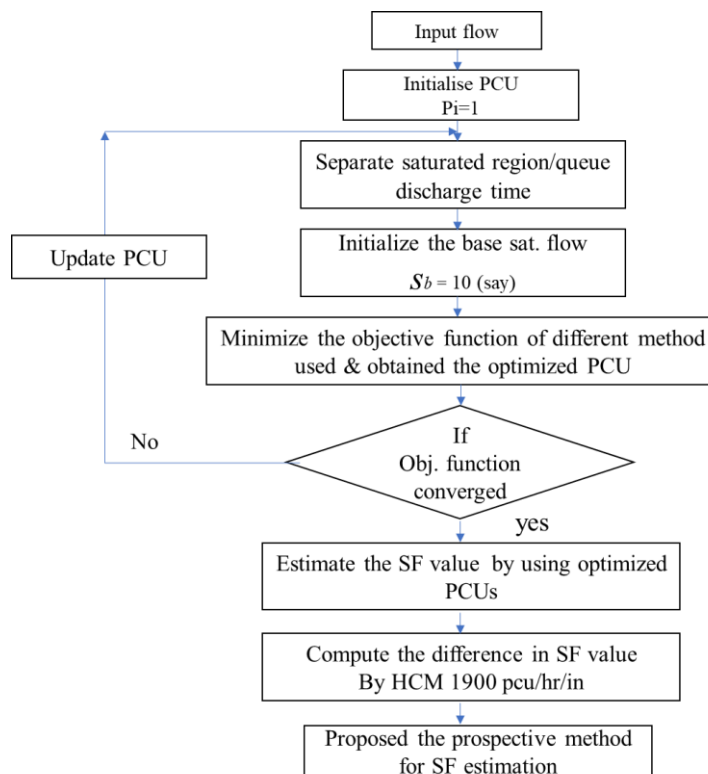 Input flow
Initialise PCU
Pi=1
Separate saturated region/queue
discharge time
Update PCU
Initialize the base sat. flow
Sb = 10 (say)
Minimize the objective function of different method
used & obtained the optimized PCU
No
If
Obj. function
converged
yes
Estimate the SF value by using optimized
PCUs
Compute the difference in SF value
By HCM 1900 pcu/hr/in
Proposed the prospective method
for SF estimation